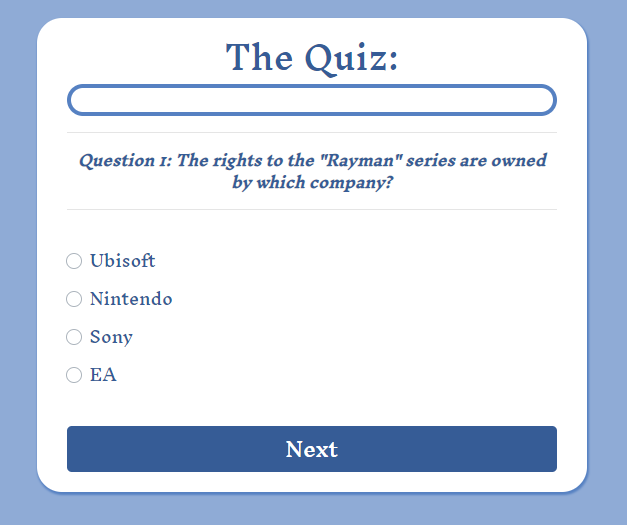 The Quiz:
Question 1: The rights to the "Rayman" series are owned
by which company?
Ubisoft
Nintendo
Sony
EA
Next